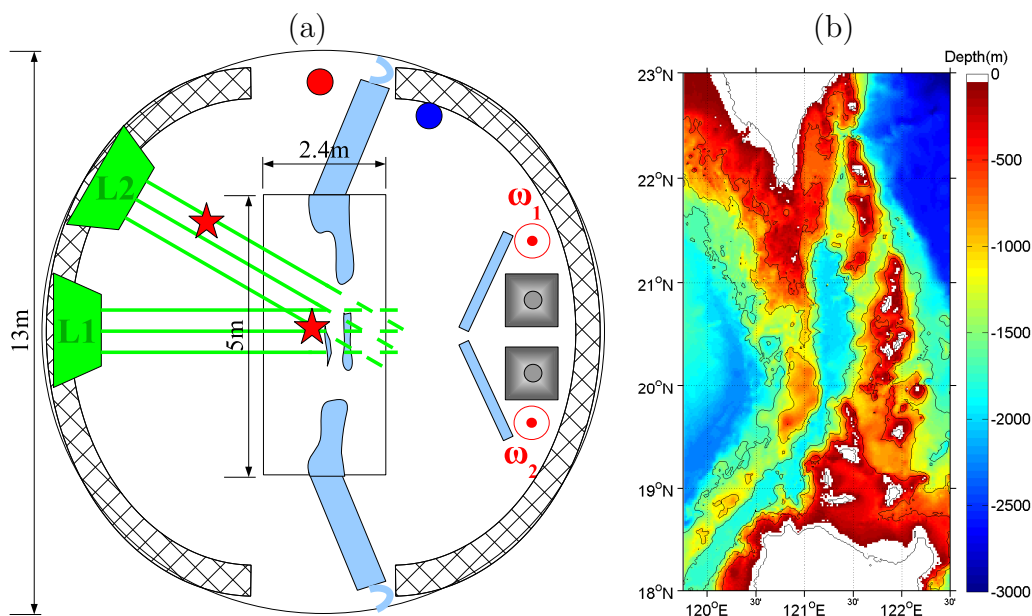 (a)
13m
2.4m
5m
L2
L1
ω1
ω2
(b)
Depth(m)
23°N
22°N
21°N
20°N
19°N
18°N
120°E
30'
121°E
30'
122°E
30'
0
-500
-1000
-1500
-2000
-2500
-3000